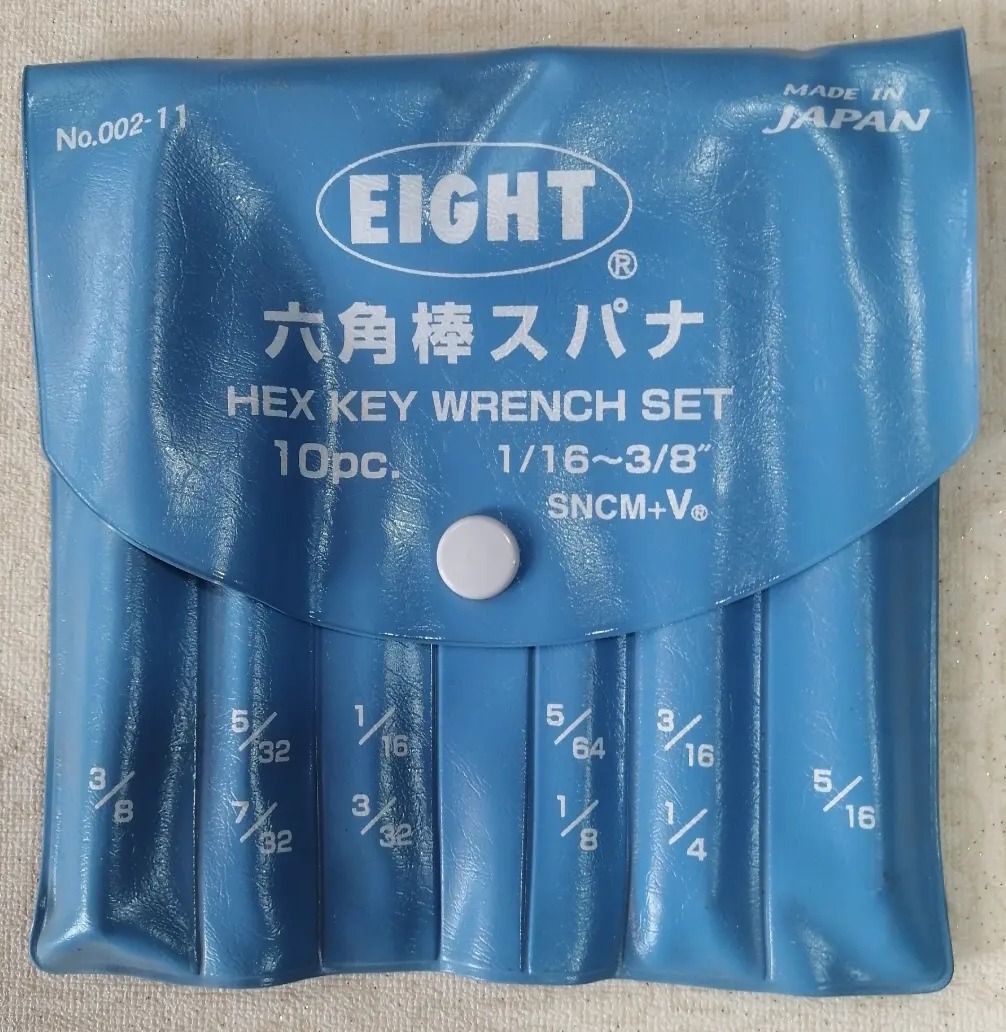 No.002-11
MADE IN
JAPAN
EIGHT
®
六角棒スパナ
HEX KEY WRENCH SET
10pc. 1/16~3/8"
SNCM+V®
3/8
5/32
7/32
1/16
3/32
5/64
1/8
3/16
1/4
5/16